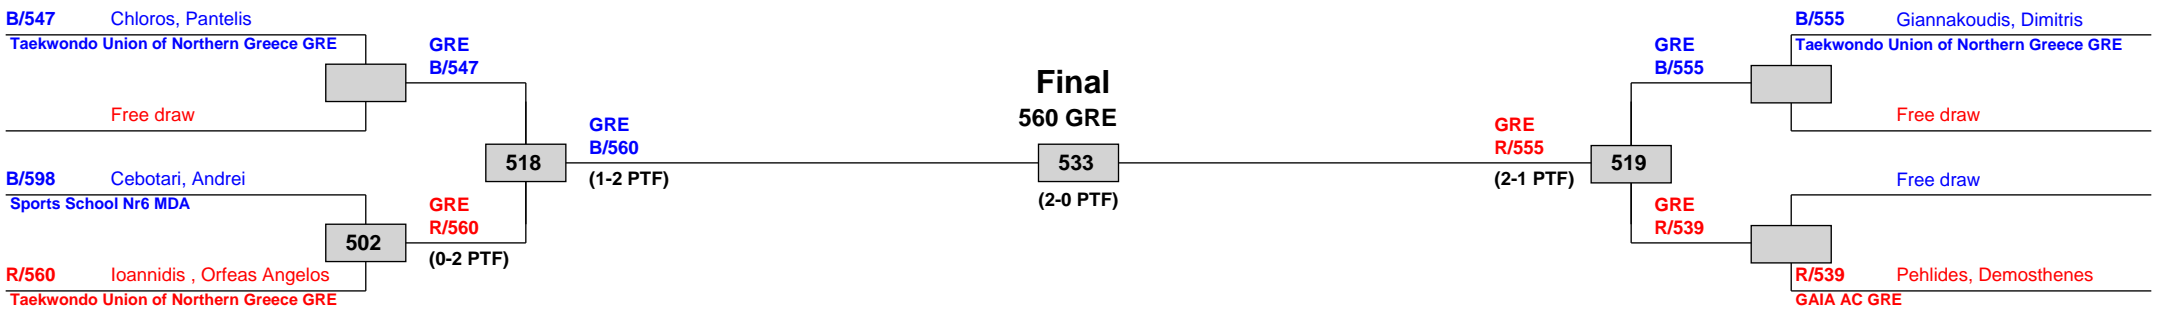 B/547 Chloros, Pantelis
Taekwondo Union of Northern Greece GRE
GRE
B/547
Free draw
518
GRE
B/560
(1-2 PTF)
B/598 Cebotari, Andrei
Sports School Nr6 MDA
GRE
R/560
502
(0-2 PTF)
R/560 Ioannidis , Orfeas Angelos
Taekwondo Union of Northern Greece GRE
Final
560 GRE
533
(2-0 PTF)
B/555 Giannakoudis, Dimitris
Taekwondo Union of Northern Greece GRE
GRE
B/555
Free draw
GRE
R/555
519
(2-1 PTF)
Free draw
GRE
R/539
R/539 Pehlides, Demosthenes
GAIA AC GRE